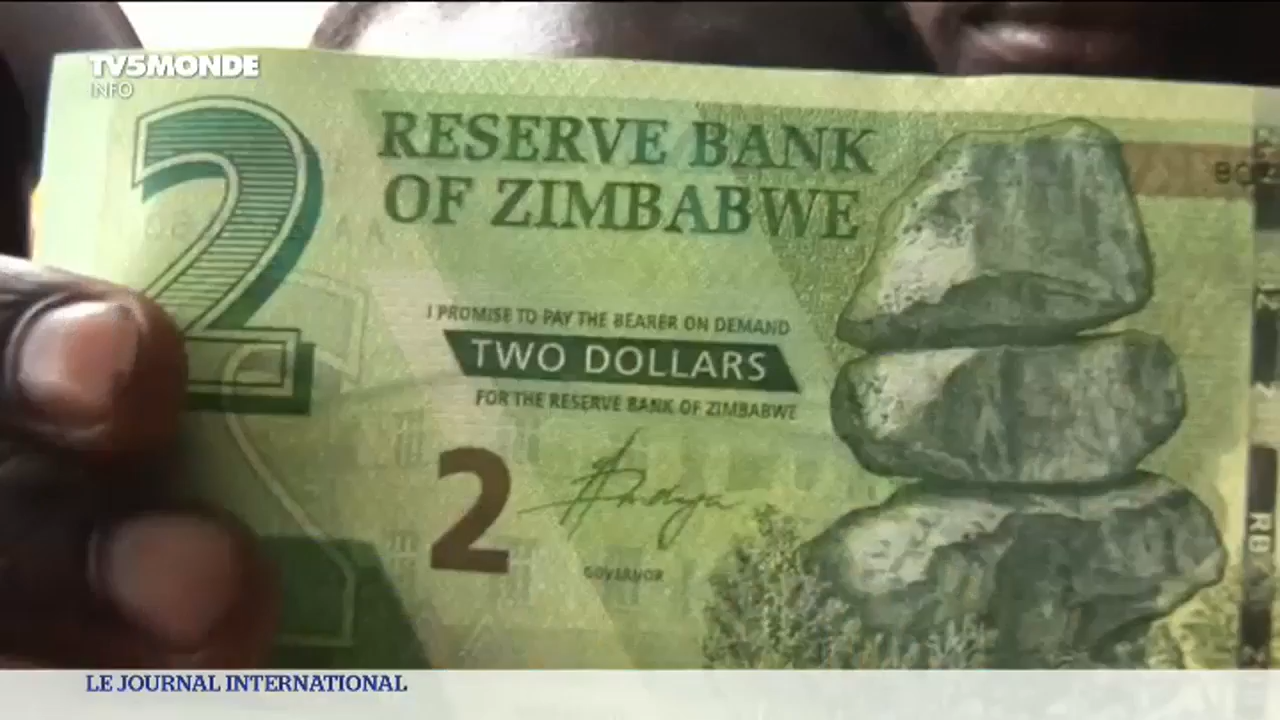 TV5MONDE
INFO
2
RESERVE BANK
OF ZIMBABWE
I PROMISE TO PAY THE BEARER ON DEMAND
TWO DOLLARS
FOR THE RESERVE BANK OF ZIMBABWE
2
GOVERNOR
LE JOURNAL INTERNATIONAL